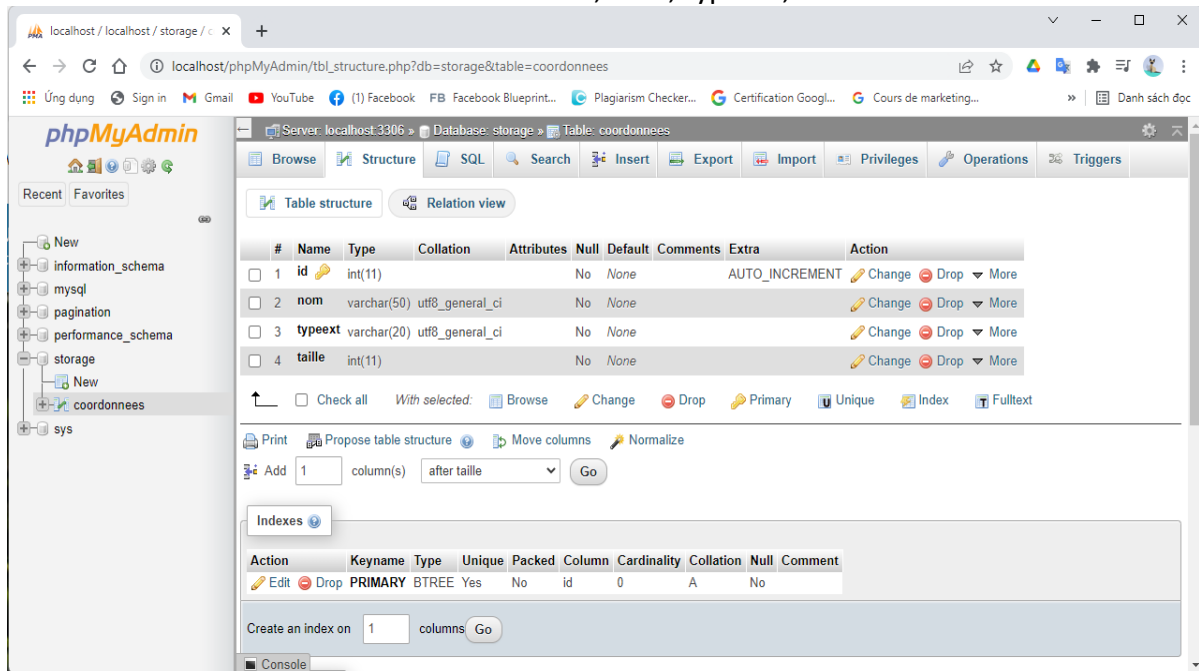 localhost / localhost / storage / c
localhost/phpMyAdmin/tbl_structure.php?db=storage&table=coordonnees
Ứng dụng Sign in Gmail YouTube (1) Facebook FB Facebook Blueprint... Plagiarism Checker... Certification Googl... Cours de marketing... » Danh sách đọc
phpMyAdmin
Recent Favorites
New
information_schema
mysql
pagination
performance_schema
storage
New
coordonnees
sys
Server: localhost:3306 » Database: storage » Table: coordonnees
Browse Structure SQL Search Insert Export Import Privileges Operations Triggers
Table structure Relation view
# Name Type Collation Attributes Null Default Comments Extra Action
1 id int(11) No None AUTO_INCREMENT Change Drop More
2 nom varchar(50) utf8_general_ci No None Change Drop More
3 typeext varchar(20) utf8_general_ci No None Change Drop More
4 taille int(11) No None Change Drop More
Check all With selected: Browse Change Drop Primary Unique Index Fulltext
Print Propose table structure Move columns Normalize
Add 1 column(s) after taille Go
Indexes
Action Keyname Type Unique Packed Column Cardinality Collation Null Comment
Edit Drop PRIMARY BTREE Yes No id 0 A No
Create an index on 1 columns Go
Console